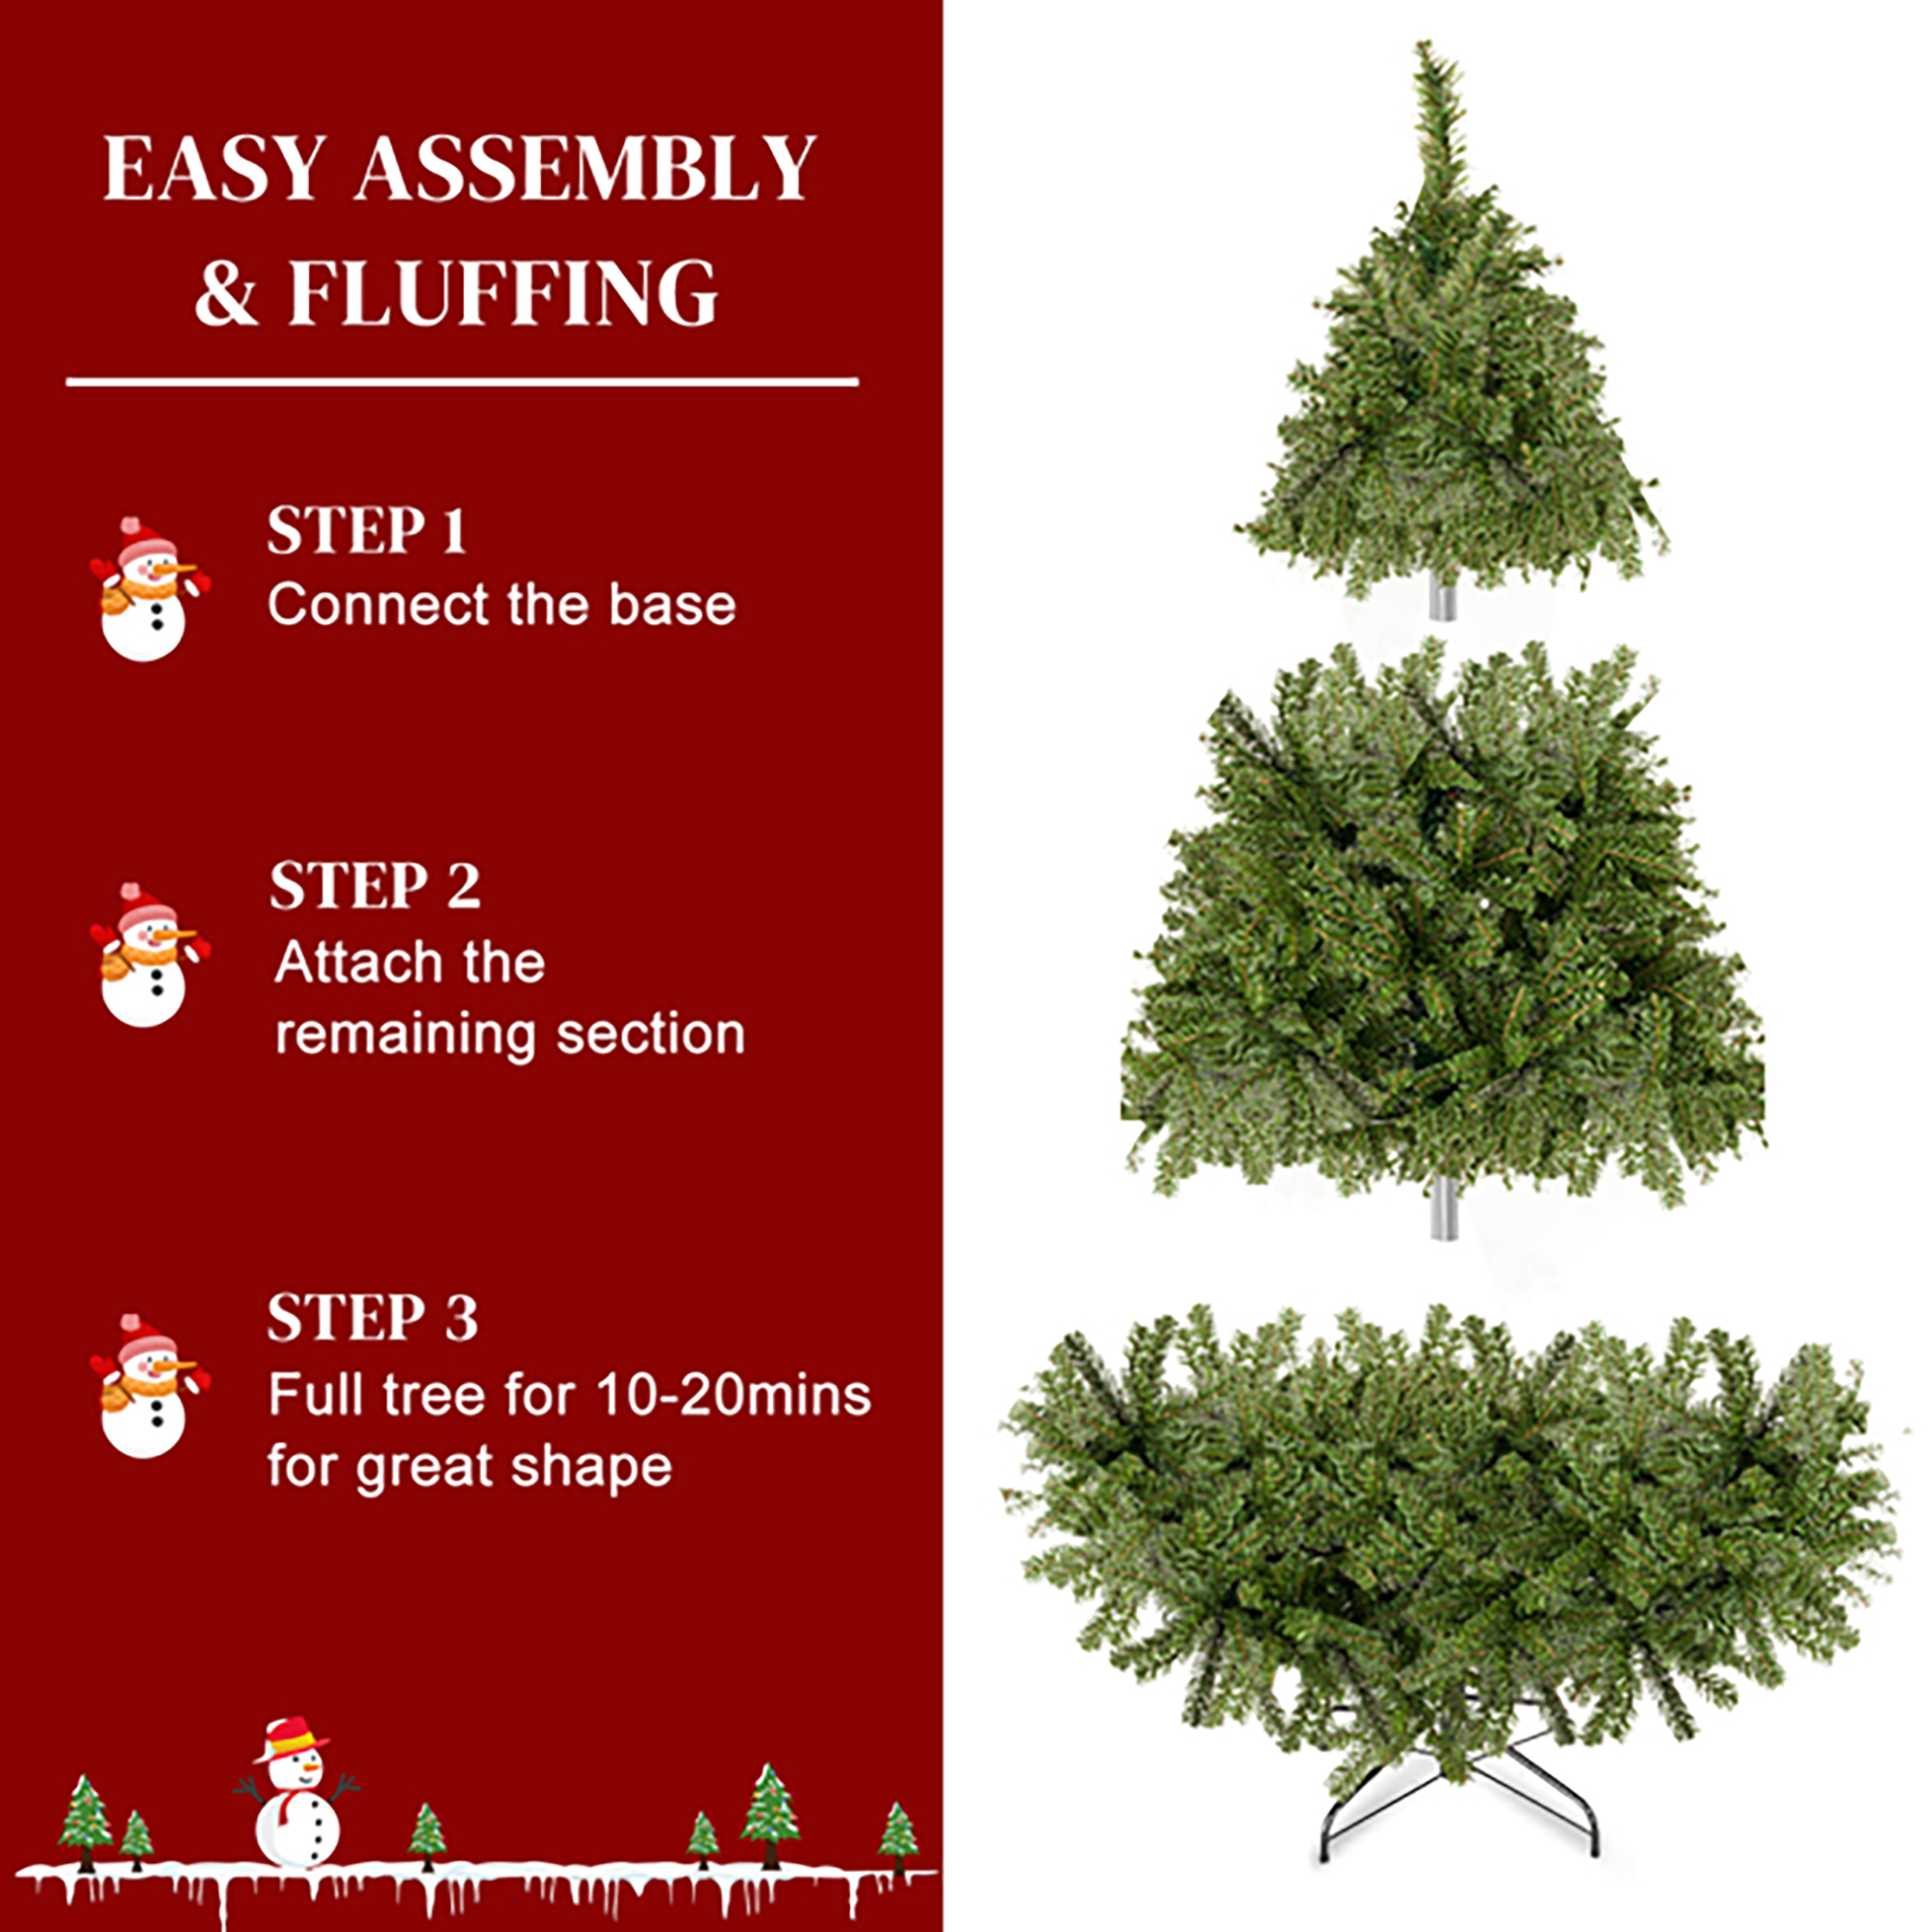 EASY ASSEMBLY
& FLUFFING
STEP 1
Connect the base
STEP 2
Attach the
remaining section
STEP 3
Full tree for 10-20mins
for great shape